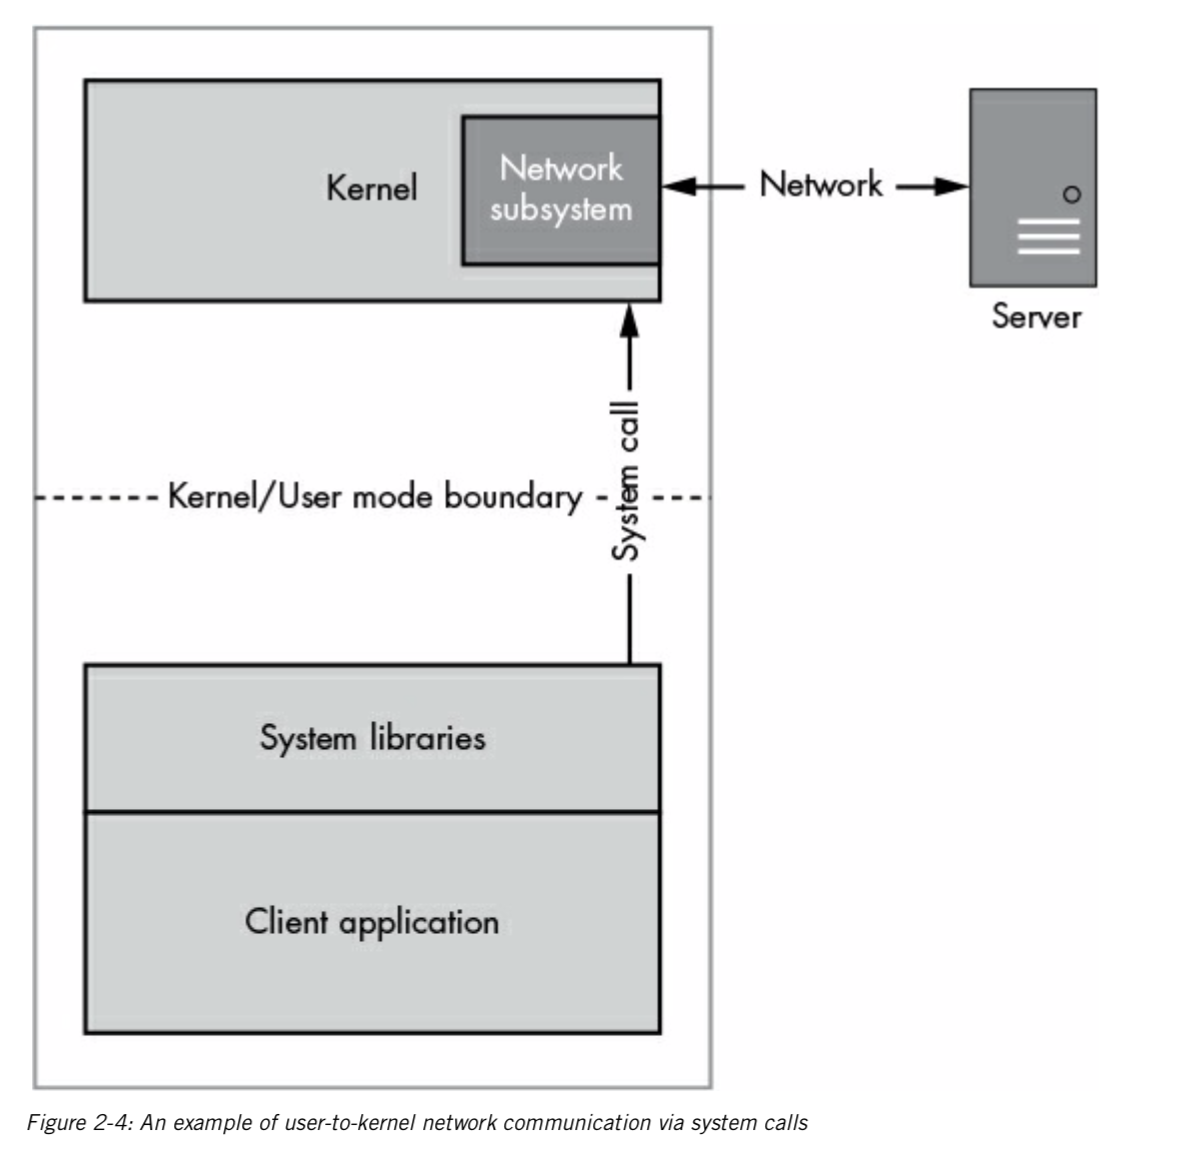 Kernel
Network
subsystem
Network
Server
System call
Kernel/User mode boundary
System libraries
Client application
Figure 2-4: An example of user-to-kernel network communication via system calls